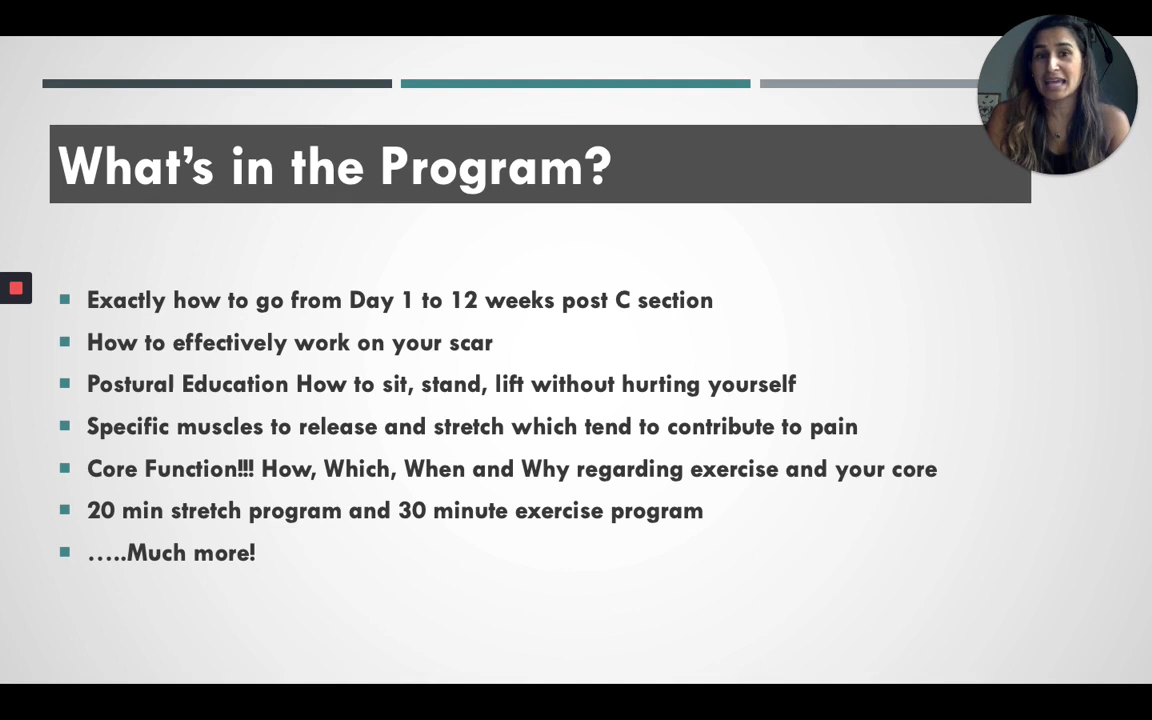 What's in the Program?
Exactly how to go from Day 1 to 12 weeks post C section
How to effectively work on your scar
Postural Education How to sit, stand, lift without hurting yourself
Specific muscles to release and stretch which tend to contribute to pain
Core Function!!! How, Which, When and Why regarding exercise and your core
20 min stretch program and 30 minute exercise program
…..Much more!